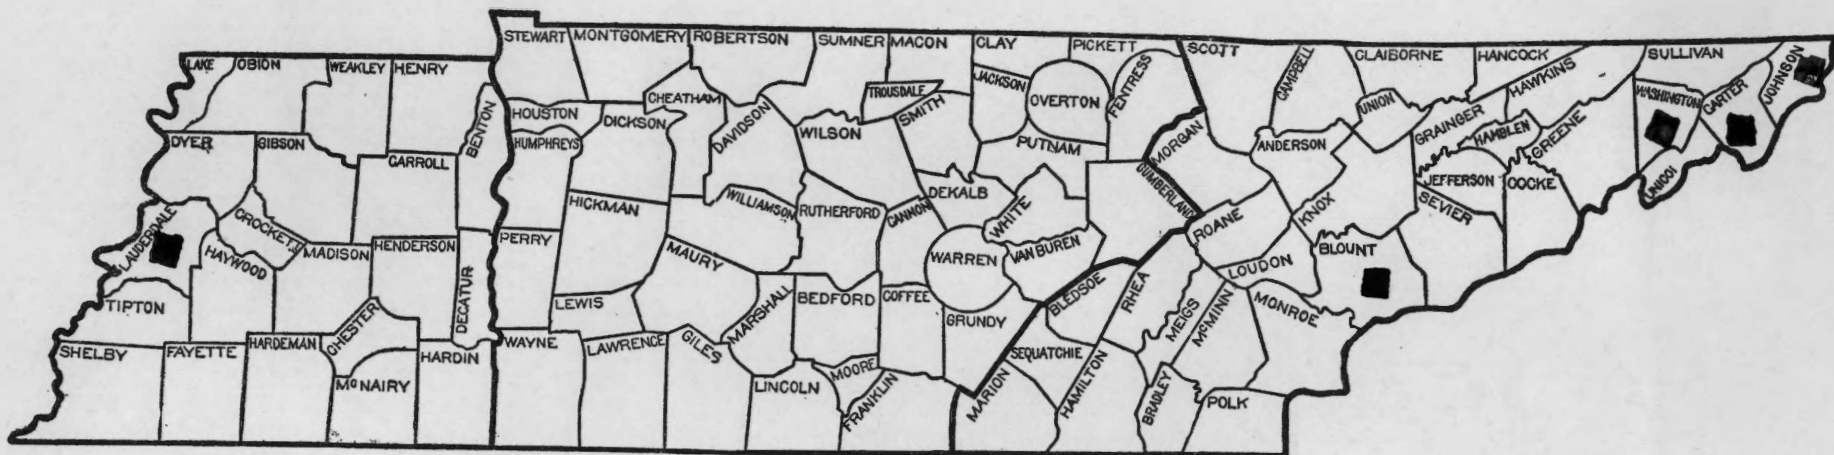 STEWART
MONTGOMERY
ROBERTSON
SUMNER
MACON
CLAY
PICKETT
SCOTT
CAMPBELL
CLAIBORNE
HANCOCK
SULLIVAN
JOHNSON
LAKE
OBION
WEAKLEY
HENRY
BENTON
HOUSTON
CHEATHAM
TROUSDALE
JACKSON
OVERTON
FENTRESS
UNION
HAWKINS
WASHINGTON
CARTER
DICKSON
DAVIDSON
WILSON
SMITH
PUTNAM
MORGAN
ANDERSON
GRAINGER
HAMBLEN
GREENE
UNICOI
DYER
GIBSON
CARROLL
HUMPHREYS
HICKMAN
WILLIAMSON
RUTHERFORD
CANNON
DEKALB
WHITE
CUMBERLAND
ROANE
KNOX
JEFFERSON
SEVIER
COCKE
LAUDERDALE
CROCKETT
HAYWOOD
MADISON
HENDERSON
DECATUR
PERRY
MAURY
WARREN
VAN BUREN
LOUDON
BLOUNT
TIPTON
CHESTER
LEWIS
MARSHALL
BEDFORD
COFFEE
GRUNDY
BLEDSOE
RHEA
MEIGS
McMINN
MONROE
SHELBY
FAYETTE
HARDEMAN
McNAIRY
HARDIN
WAYNE
LAWRENCE
GILES
LINCOLN
MOORE
FRANKLIN
MARION
SEQUATCHIE
HAMILTON
BRADLEY
POLK